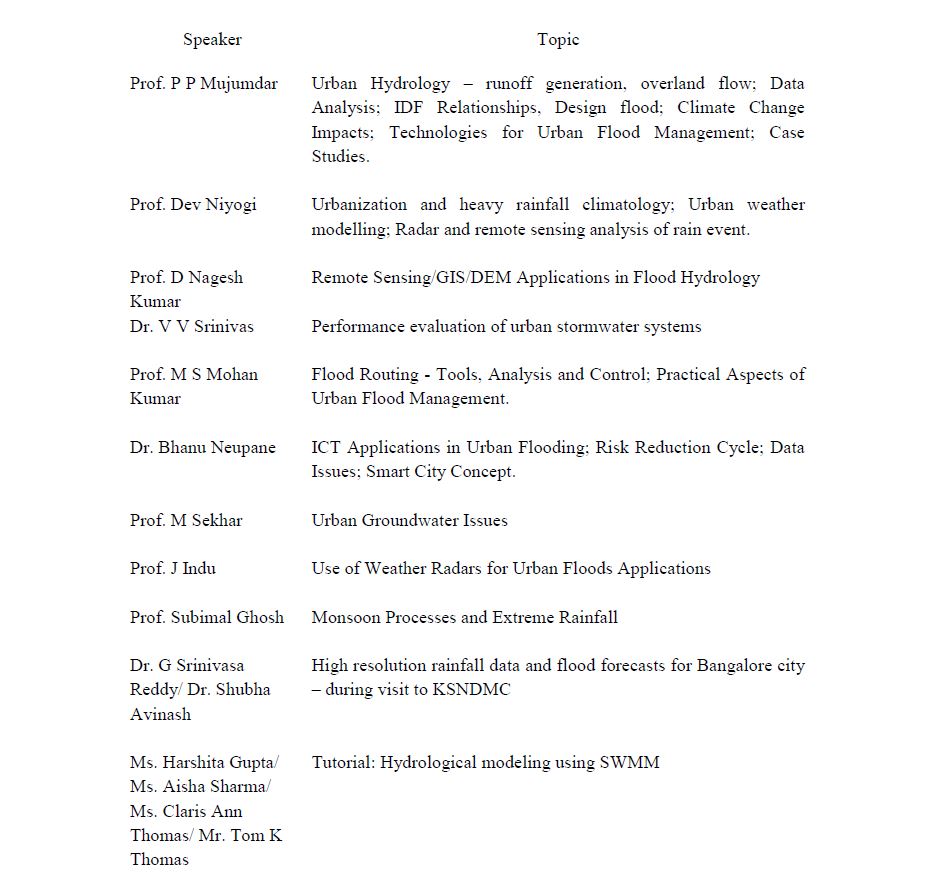 Speaker Topic
Prof. P P Mujumdar Urban Hydrology – runoff generation, overland flow; Data
Analysis; IDF Relationships, Design flood; Climate Change
Impacts; Technologies for Urban Flood Management; Case
Studies.
Prof. Dev Niyogi Urbanization and heavy rainfall climatology; Urban weather
modelling; Radar and remote sensing analysis of rain event.
Prof. D Nagesh Remote Sensing/GIS/DEM Applications in Flood Hydrology
Kumar
Dr. V V Srinivas Performance evaluation of urban stormwater systems
Prof. M S Mohan Flood Routing - Tools, Analysis and Control; Practical Aspects of
Kumar Urban Flood Management.
Dr. Bhanu Neupane ICT Applications in Urban Flooding; Risk Reduction Cycle; Data
Issues; Smart City Concept.
Prof. M Sekhar Urban Groundwater Issues
Prof. J Indu Use of Weather Radars for Urban Floods Applications
Prof. Subimal Ghosh Monsoon Processes and Extreme Rainfall
Dr. G Srinivasa High resolution rainfall data and flood forecasts for Bangalore city
Reddy/ Dr. Shubha – during visit to KSNDMC
Avinash
Ms. Harshita Gupta/ Tutorial: Hydrological modeling using SWMM
Ms. Aisha Sharma/
Ms. Claris Ann
Thomas/ Mr. Tom K
Thomas